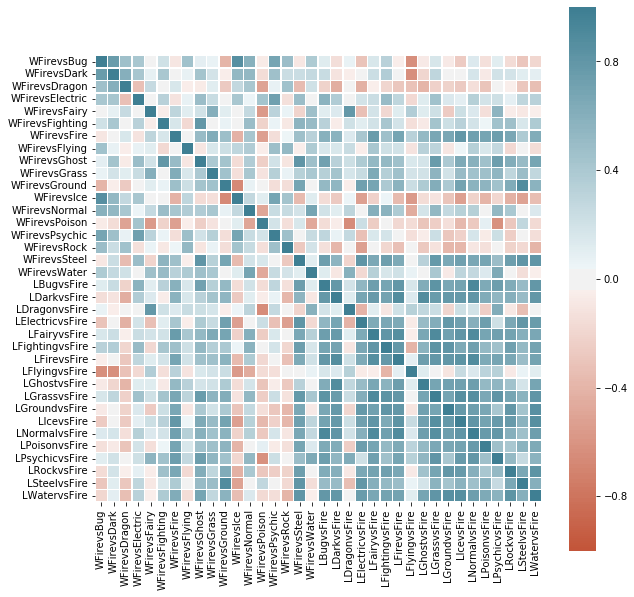 WFirevsBug
WFirevsDark
WFirevsDragon
WFirevsElectric
WFirevsFairy
WFirevsFighting
WFirevsFire
WFirevsFlying
WFirevsGhost
WFirevsGrass
WFirevsGround
WFirevsIce
WFirevsNormal
WFirevsPoison
WFirevsPsychic
WFirevsRock
WFirevsSteel
WFirevsWater
LBugvsFire
LDarkvsFire
LDragonvsFire
LElectricvsFire
LFairyvsFire
LFightingvsFire
LFirevsFire
LFlyingvsFire
LGhostvsFire
LGrassvsFire
LGroundvsFire
LIcevsFire
LNormalvsFire
LPoisonvsFire
LPsychicvsFire
LRockvsFire
LSteelvsFire
LWatervsFire
WFirevsBug
WFirevsDark
WFirevsDragon
WFirevsElectric
WFirevsFairy
WFirevsFighting
WFirevsFire
WFirevsFlying
WFirevsGhost
WFirevsGrass
WFirevsGround
WFirevsIce
WFirevsNormal
WFirevsPoison
WFirevsPsychic
WFirevsRock
WFirevsSteel
WFirevsWater
LBugvsFire
LDarkvsFire
LDragonvsFire
LElectricvsFire
LFairyvsFire
LFightingvsFire
LFirevsFire
LFlyingvsFire
LGhostvsFire
LGrassvsFire
LGroundvsFire
LIcevsFire
LNormalvsFire
LPoisonvsFire
LPsychicvsFire
LRockvsFire
LSteelvsFire
LWatervsFire
0.8
0.4
0.0
−0.4
−0.8